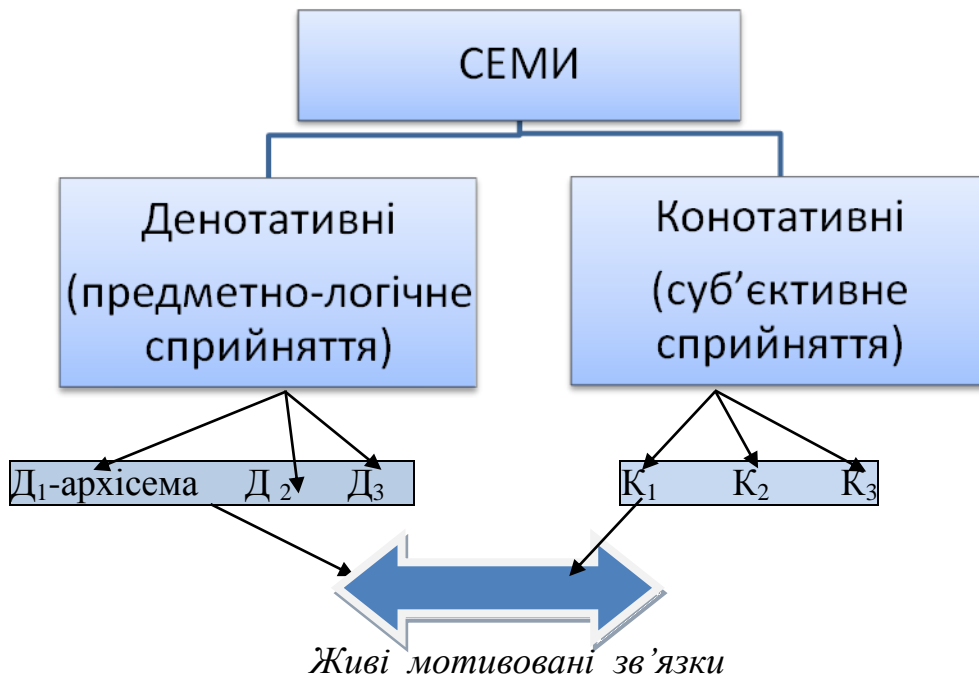 СЕМИ
Денотативні
(предметно-логічне
сприйняття)
Конотативні
(суб’єктивне
сприйняття)
Д₁-архісема Д ₂ Д₃
К₁ К₂ К₃
Живі мотивовані зв’язки